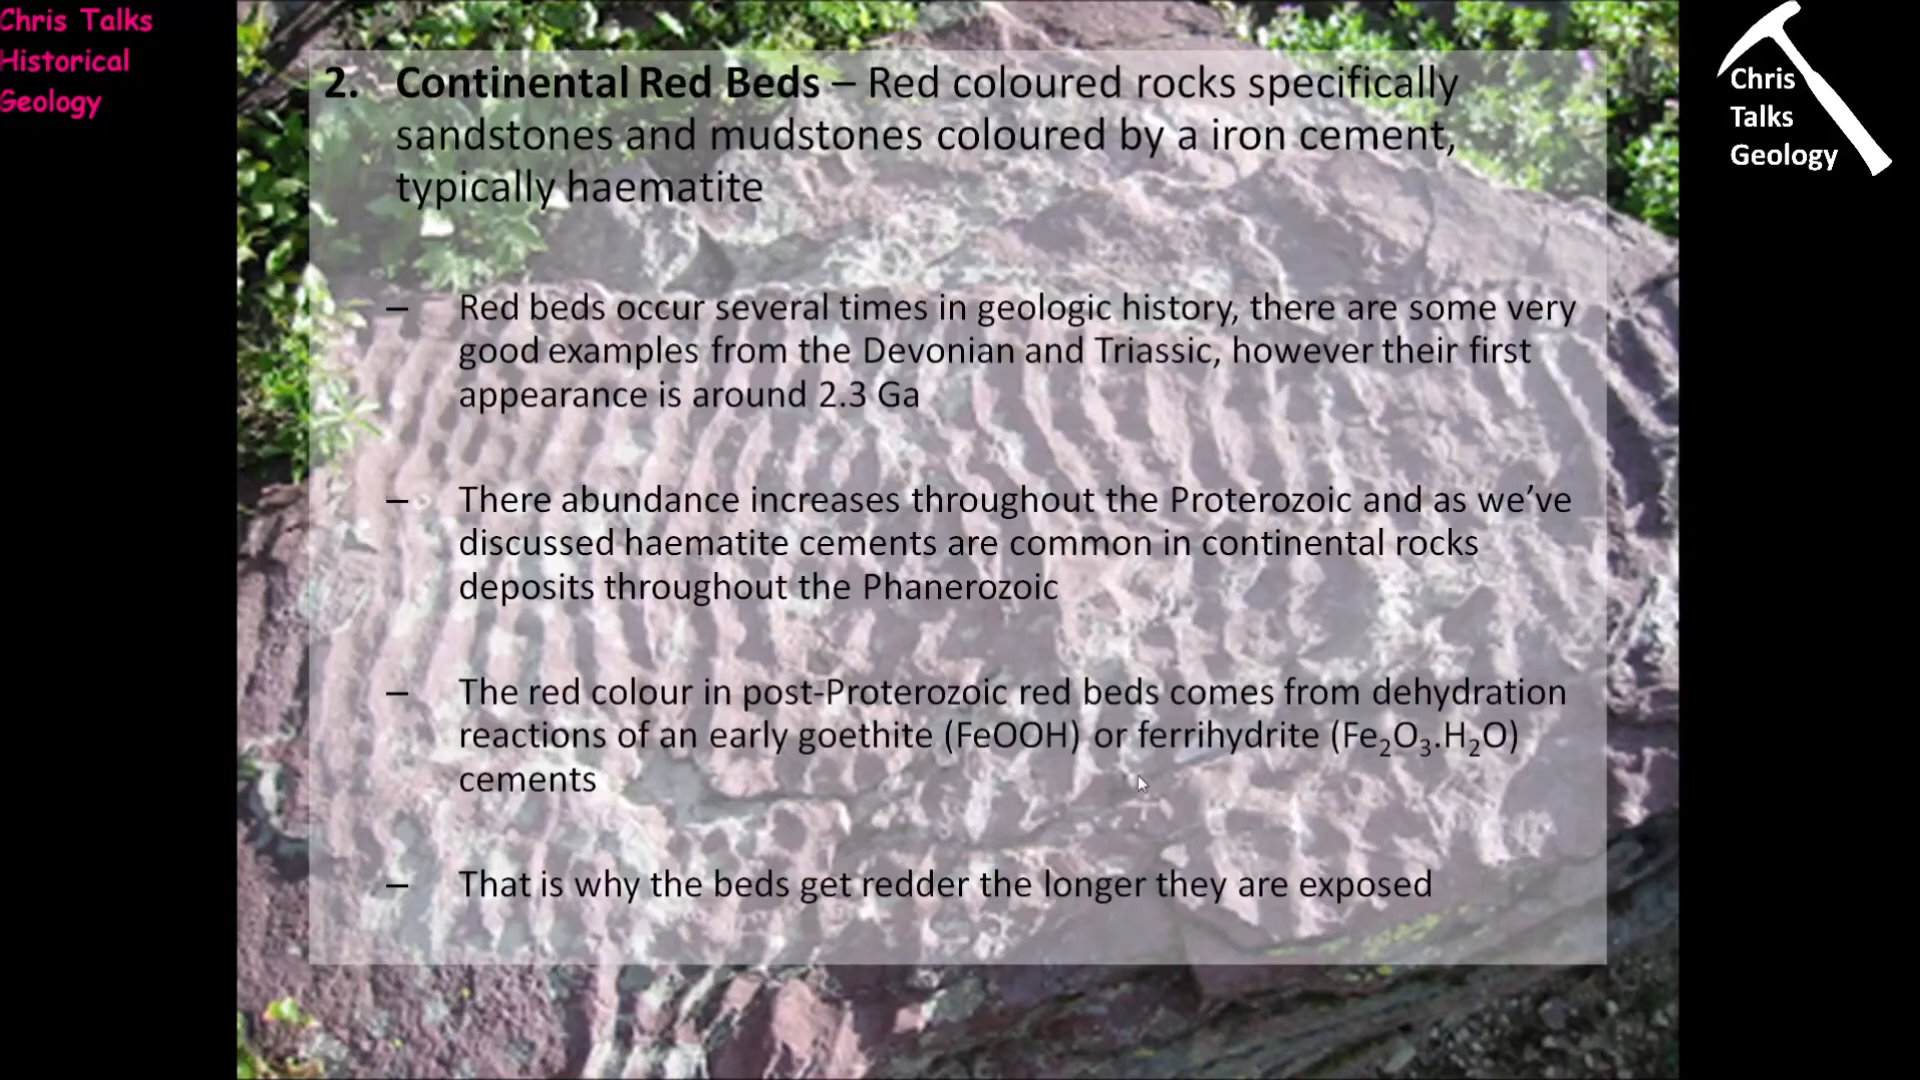 Chris Talks
Historical
Geology
Chris
Talks
Geology
2. Continental Red Beds – Red coloured rocks specifically
sandstones and mudstones coloured by a iron cement,
typically haematite
– Red beds occur several times in geologic history, there are some very
good examples from the Devonian and Triassic, however their first
appearance is around 2.3 Ga
– There abundance increases throughout the Proterozoic and as we’ve
discussed haematite cements are common in continental rocks
deposits throughout the Phanerozoic
– The red colour in post-Proterozoic red beds comes from dehydration
reactions of an early goethite (FeOOH) or ferrihydrite (Fe₂O₃.H₂O)
cements
– That is why the beds get redder the longer they are exposed